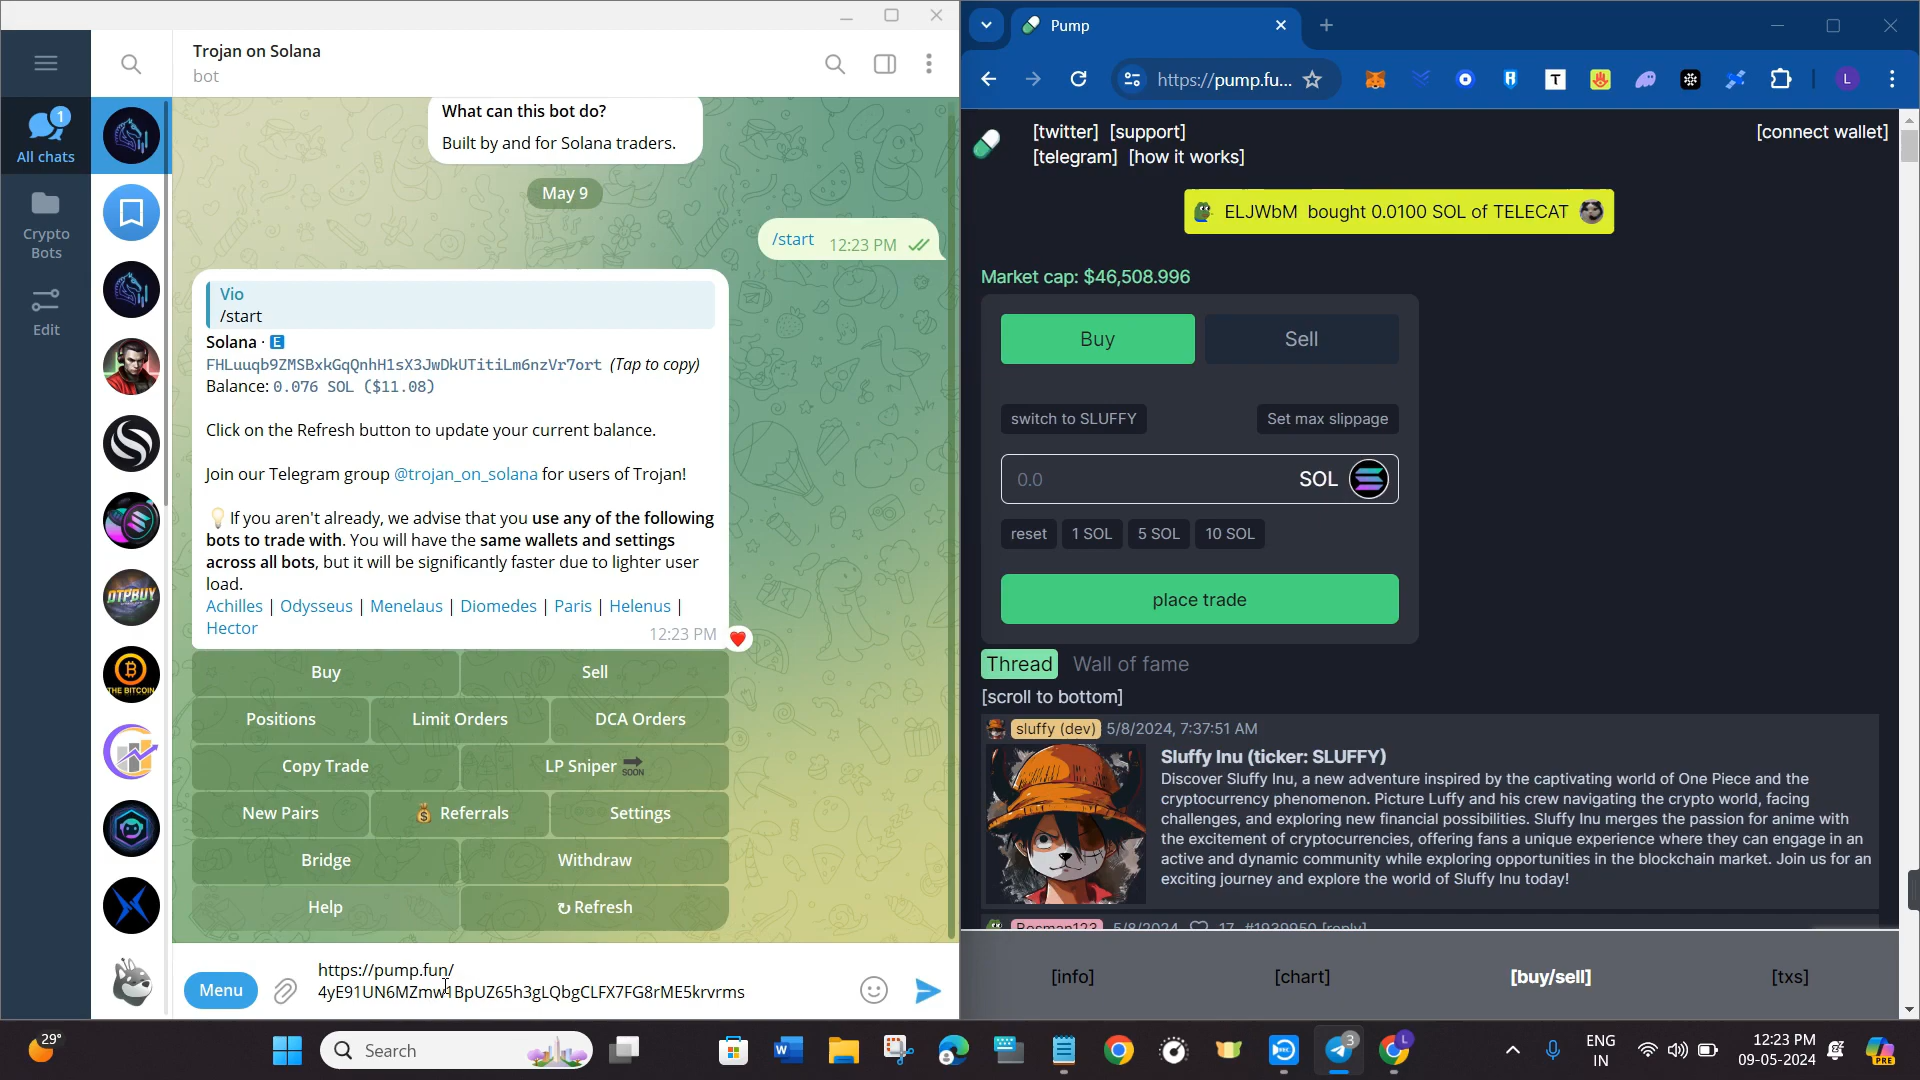 Trojan on Solana
bot
1
All chats
Crypto
Bots
Edit
DTPBUY
THE BITCOIN
What can this bot do?
Built by and for Solana traders.
May 9
/start 12:23 PM
Vio
/start
Solana · E
FHLuuqb9ZMSBxkGqQnhH1sX3JwDkUTitiLm6nzVr7ort (Tap to copy)
Balance: 0.076 SOL ($11.08)
Click on the Refresh button to update your current balance.
Join our Telegram group @trojan_on_solana for users of Trojan!
💡 If you aren't already, we advise that you use any of the following
bots to trade with. You will have the same wallets and settings
across all bots, but it will be significantly faster due to lighter user
load.
Achilles | Odysseus | Menelaus | Diomedes | Paris | Helenus |
Hector
12:23 PM
Buy
Sell
Positions
Limit Orders
DCA Orders
Copy Trade
LP Sniper SOON
New Pairs
💰 Referrals
Settings
Bridge
Withdraw
Help
↻ Refresh
Menu
https://pump.fun/
4yE91UN6MZmw1BpUZ65h3gLQbgCLFX7FG8rME5krvrms
Pump
https://pump.fu...
T
L
[twitter] [support]
[telegram] [how it works]
[connect wallet]
ELJWbM bought 0.0100 SOL of TELECAT
Market cap: $46,508.996
Buy
Sell
switch to SLUFFY
Set max slippage
0.0
SOL
reset
1 SOL
5 SOL
10 SOL
place trade
Thread
Wall of fame
[scroll to bottom]
sluffy (dev) 5/8/2024, 7:37:51 AM
Sluffy Inu (ticker: SLUFFY)
Discover Sluffy Inu, a new adventure inspired by the captivating world of One Piece and the
cryptocurrency phenomenon. Picture Luffy and his crew navigating the crypto world, facing
challenges, and exploring new financial possibilities. Sluffy Inu merges the passion for anime with
the excitement of cryptocurrencies, offering fans a unique experience where they can engage in an
active and dynamic community while exploring opportunities in the blockchain market. Join us for an
exciting journey and explore the world of Sluffy Inu today!
5/8/2024 17 #1939950 [reply]
[info]
[chart]
[buy/sell]
[txs]
29°
Search
W
3
L
ENG
IN
12:23 PM
09-05-2024
PRE